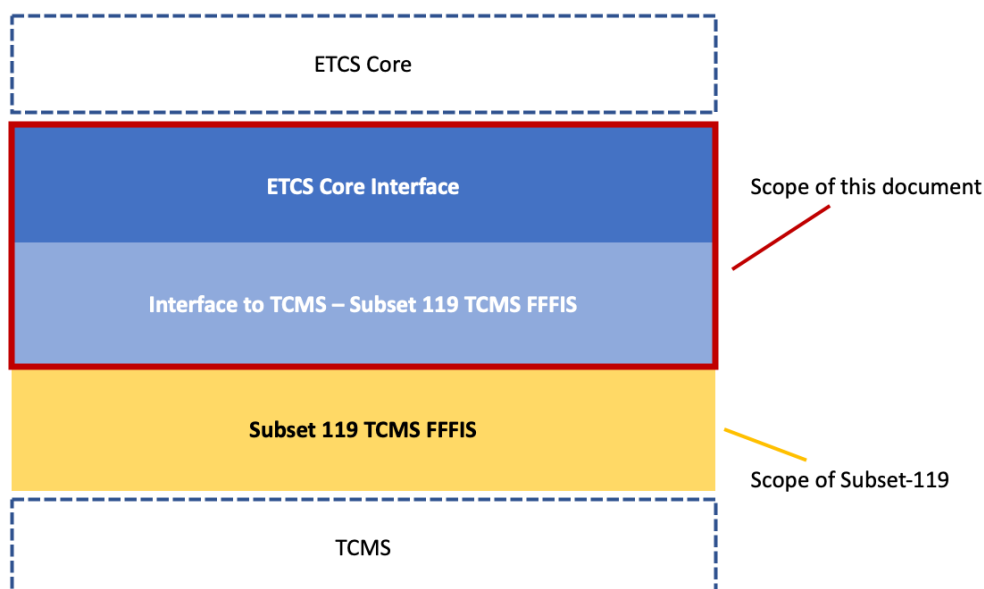 ETCS Core
ETCS Core Interface
Scope of this document
Interface to TCMS – Subset 119 TCMS FFFIS
Subset 119 TCMS FFFIS
Scope of Subset-119
TCMS